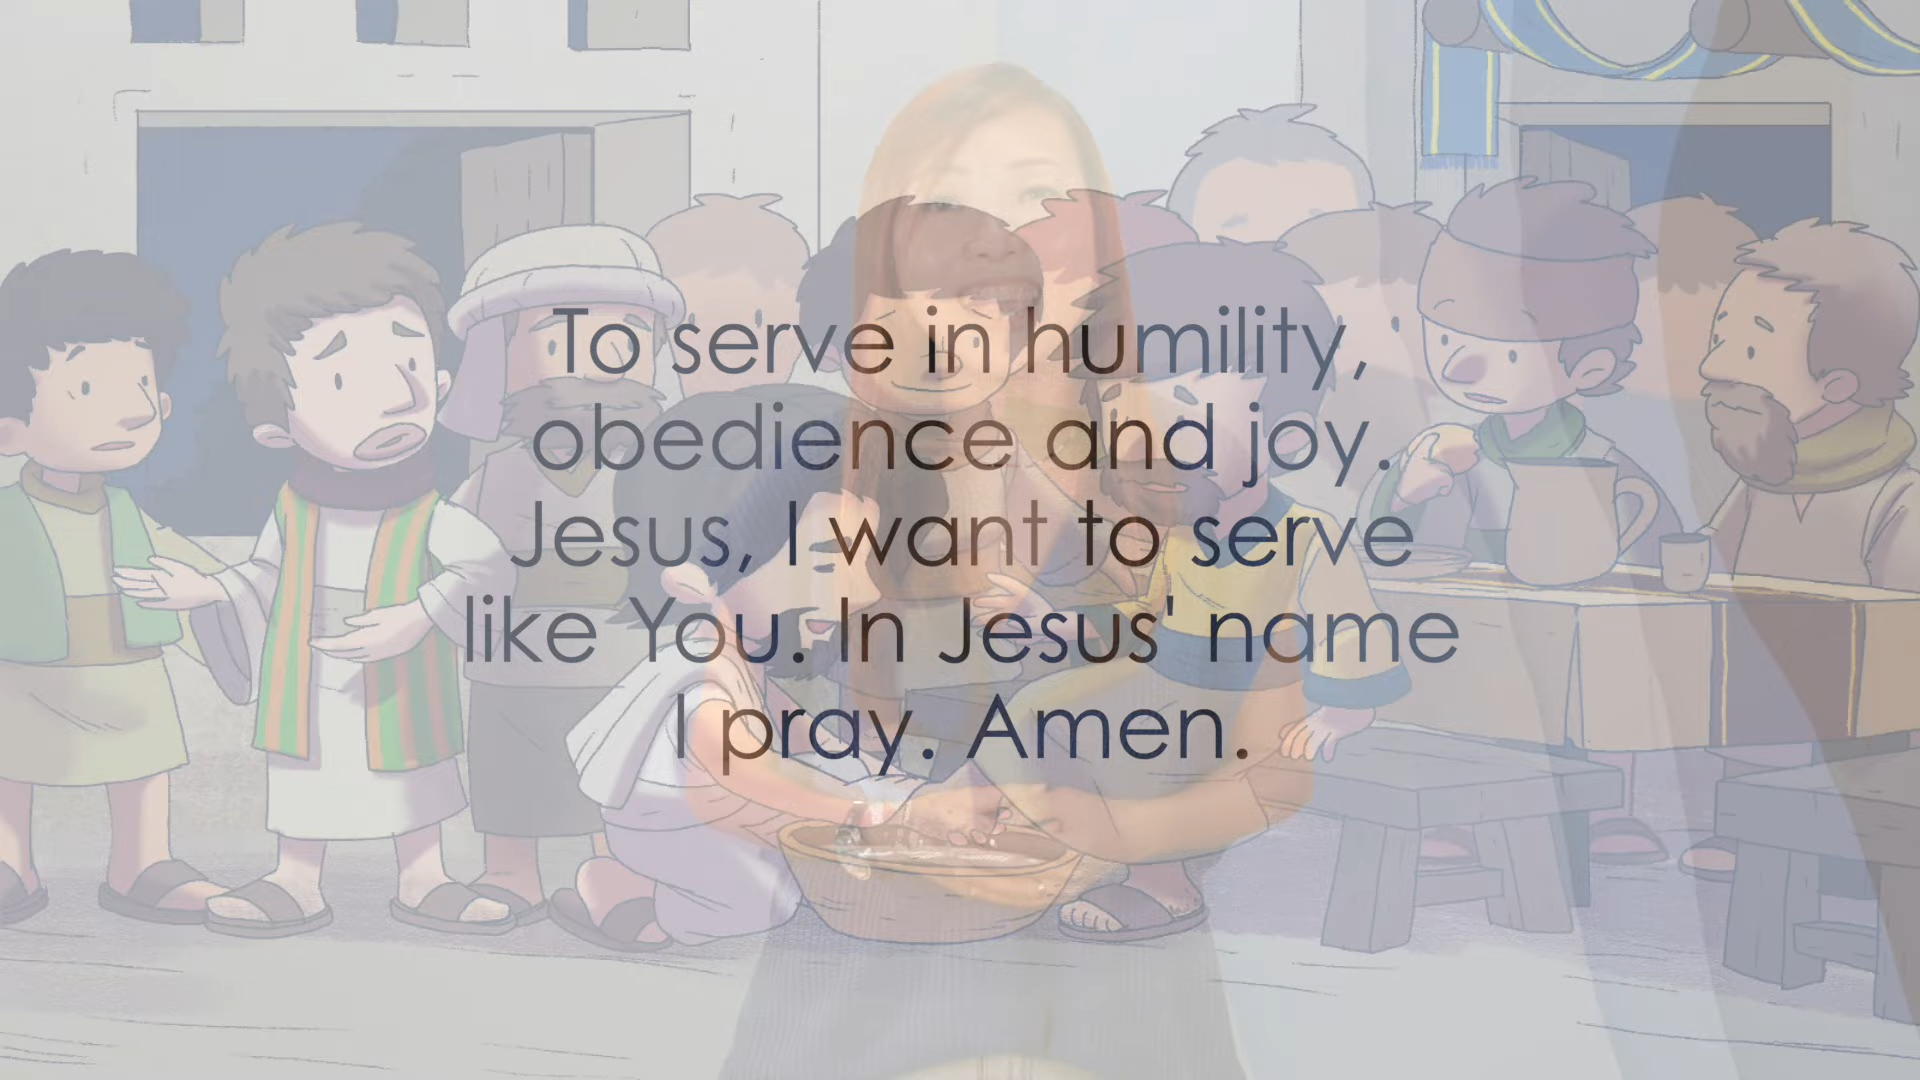 To serve in humility,
obedience and joy.
Jesus, I want to serve
like You. In Jesus' name
I pray. Amen.